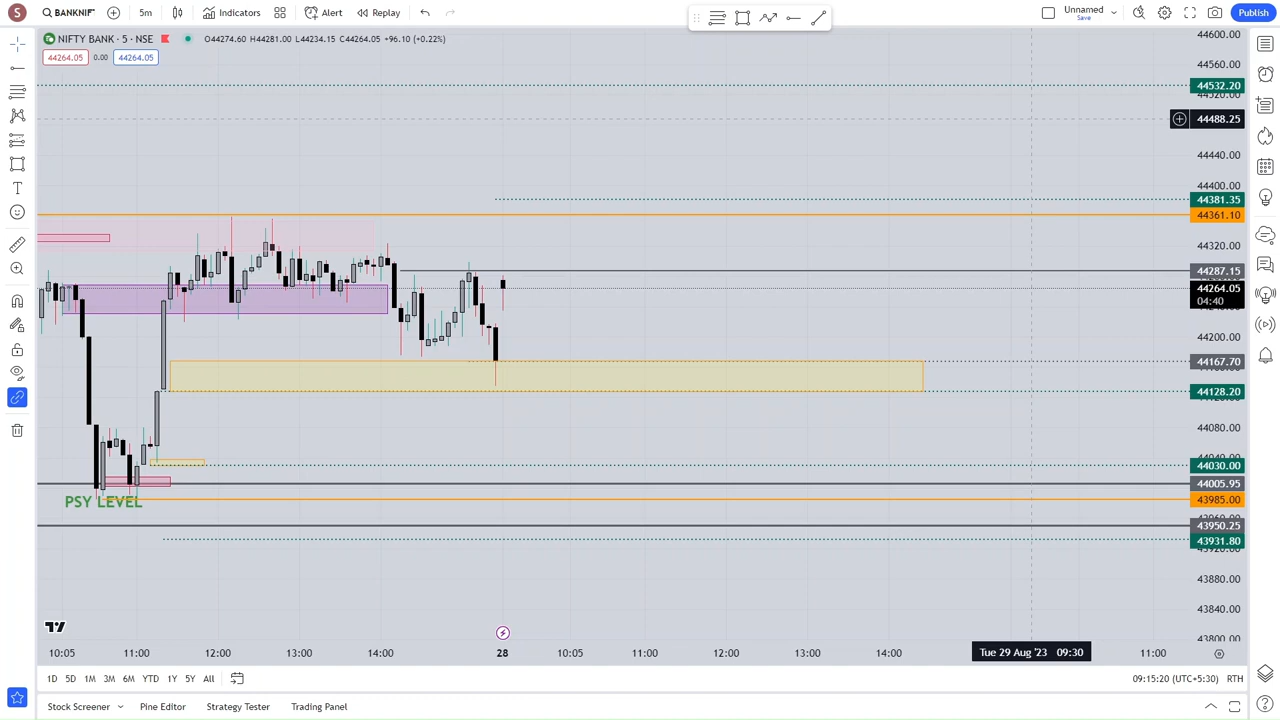 S
BANKNIF
5m
Indicators
Alert
Replay
Unnamed
Save
Publish
NIFTY BANK · 5 · NSE
O44274.60 H44281.00 L44234.15 C44264.05 +96.10 (+0.22%)
44264.05
0.00
44264.05
44600.00
44560.00
44532.20
44488.25
44440.00
44400.00
44381.35
44361.10
44320.00
44287.15
44264.05
04:40
44200.00
44167.70
44128.20
44080.00
44030.00
44005.95
43985.00
43950.25
43931.80
43880.00
43840.00
43800.00
PSY LEVEL
10:05
11:00
12:00
13:00
14:00
28
10:05
11:00
12:00
13:00
14:00
Tue 29 Aug '23 09:30
11:00
1D
5D
1M
3M
6M
YTD
1Y
5Y
All
09:15:20 (UTC+5:30)
RTH
Stock Screener
Pine Editor
Strategy Tester
Trading Panel